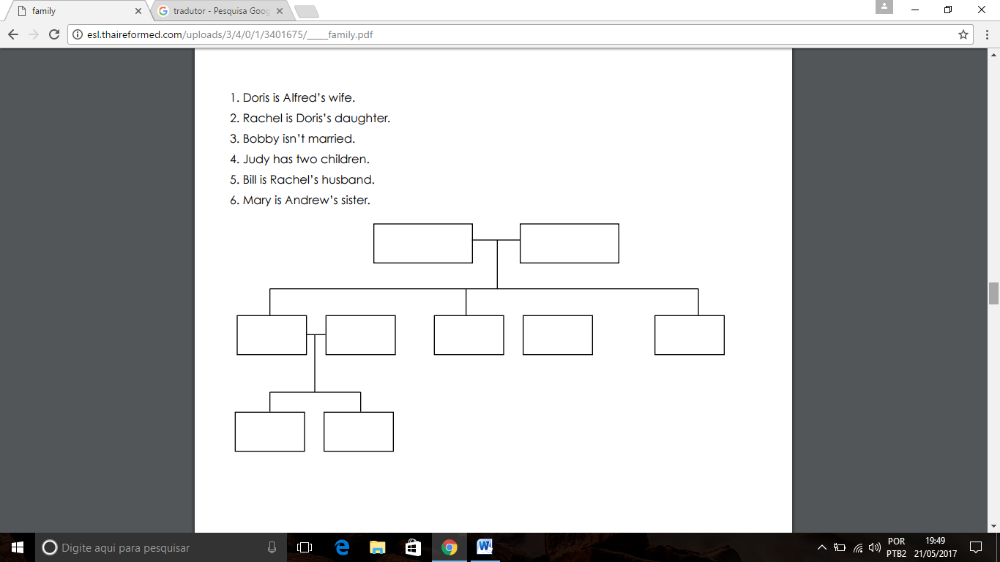 family
tradutor - Pesquisa Goog
esl.thaireformed.com/uploads/3/4/0/1/3401675/____family.pdf
1. Doris is Alfred's wife.
2. Rachel is Doris's daughter.
3. Bobby isn't married.
4. Judy has two children.
5. Bill is Rachel's husband.
6. Mary is Andrew's sister.
Digite aqui para pesquisar
POR
PTB2
19:49
21/05/2017